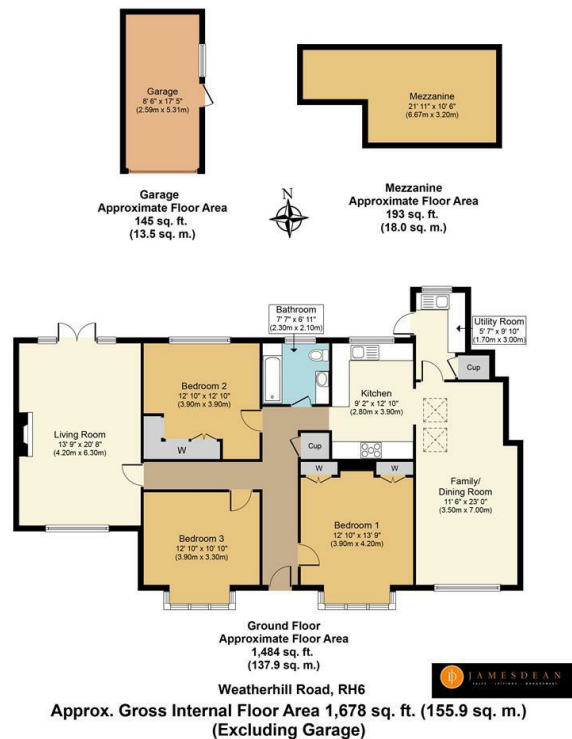 Garage
8' 6" x 17' 5"
(2.59m x 5.31m)
Mezzanine
21' 11" x 10' 6"
(6.67m x 3.20m)
Garage
Approximate Floor Area
145 sq. ft.
(13.5 sq. m.)
N
Mezzanine
Approximate Floor Area
193 sq. ft.
(18.0 sq. m.)
Bathroom
7' 7" x 6' 11"
(2.30m x 2.10m)
Utility Room
5' 7" x 9' 10"
(1.70m x 3.00m)
Cup
Bedroom 2
12' 10" x 12' 10"
(3.90m x 3.90m)
W
Kitchen
9' 2" x 12' 10"
(2.80m x 3.90m)
Living Room
13' 9" x 20' 8"
(4.20m x 6.30m)
Cup
W
W
Family/
Dining Room
11' 6" x 23' 0"
(3.50m x 7.00m)
Bedroom 3
12' 10" x 10' 10"
(3.90m x 3.30m)
Bedroom 1
12' 10" x 13' 9"
(3.90m x 4.20m)
Ground Floor
Approximate Floor Area
1,484 sq. ft.
(137.9 sq. m.)
JAMESDEAN
Weatherhill Road, RH6
Approx. Gross Internal Floor Area 1,678 sq. ft. (155.9 sq. m.)
(Excluding Garage)